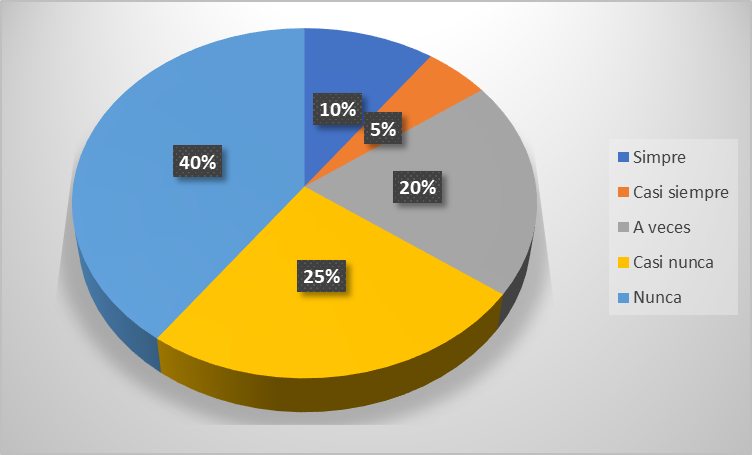 10%
5%
20%
25%
40%
Simpre
Casi siempre
A veces
Casi nunca
Nunca